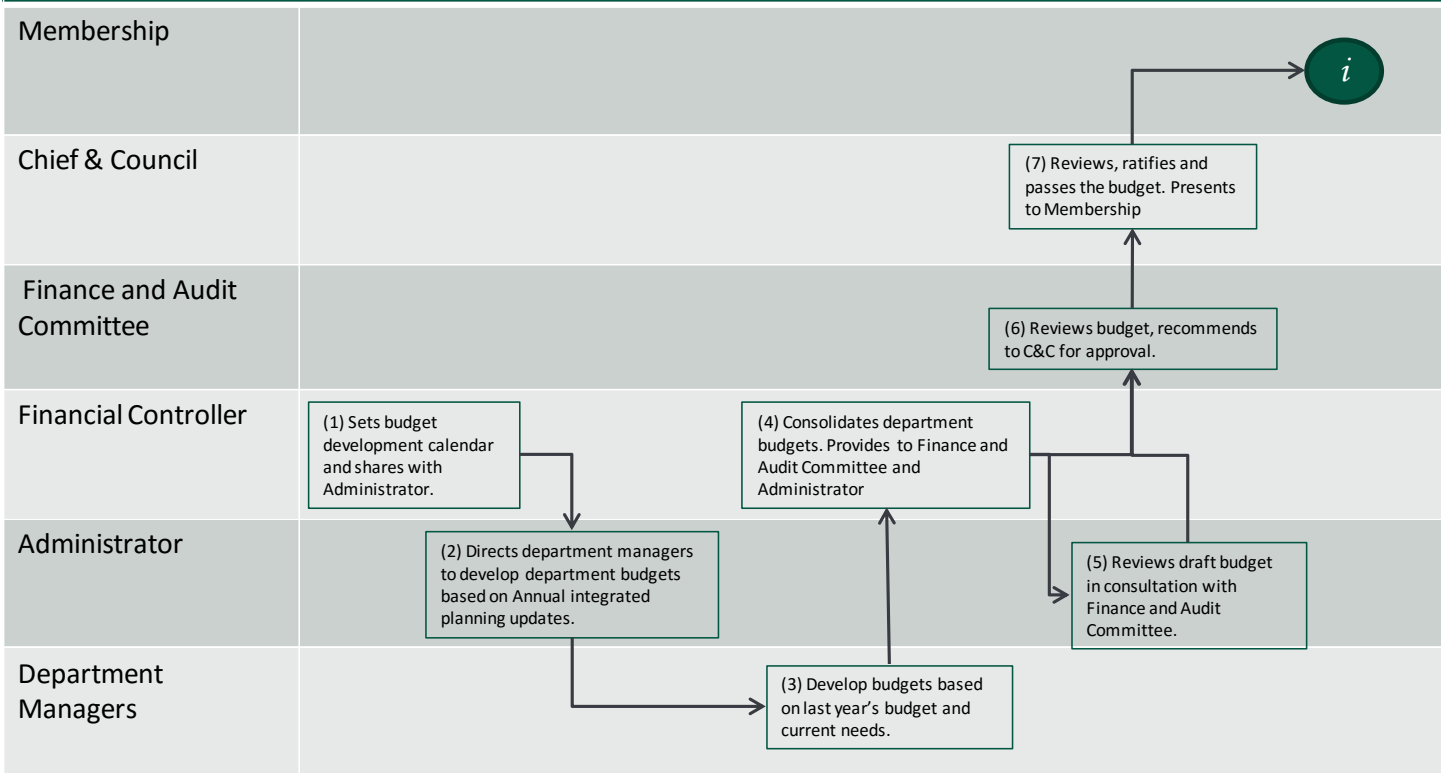 Membership
i
Chief & Council
(7) Reviews, ratifies and
passes the budget. Presents
to Membership
Finance and Audit
Committee
(6) Reviews budget, recommends
to C&C for approval.
Financial Controller
(1) Sets budget
development calendar
and shares with
Administrator.
(4) Consolidates department
budgets. Provides to Finance and
Audit Committee and
Administrator
Administrator
(2) Directs department managers
to develop department budgets
based on Annual integrated
planning updates.
(5) Reviews draft budget
in consultation with
Finance and Audit
Committee.
Department
Managers
(3) Develop budgets based
on last year’s budget and
current needs.